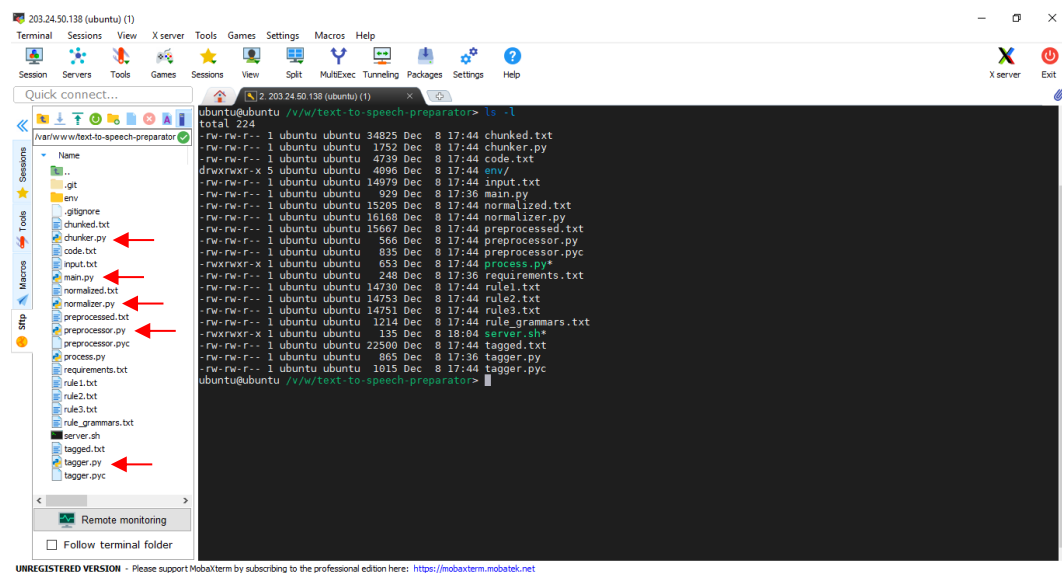 203.24.50.138 (ubuntu) (1)
Terminal Sessions View X server Tools Games Settings Macros Help
Session Servers Tools Games Sessions View Split MultiExec Tunneling Packages Settings Help X server Exit
Quick connect...
2. 203.24.50.138 (ubuntu) (1)
/var/www/text-to-speech-preparator
Name
..
.git
env
.gitignore
chunked.txt
chunker.py
code.txt
input.txt
main.py
normalized.txt
normalizer.py
preprocessed.txt
preprocessor.py
preprocessor.pyc
process.py
requirements.txt
rule1.txt
rule2.txt
rule3.txt
rule_grammars.txt
server.sh
tagged.txt
tagger.py
tagger.pyc
Sessions
Tools
Macros
Sftp
Remote monitoring
Follow terminal folder
ubuntu@ubuntu /v/w/text-to-speech-preparator> ls -l
total 224
-rw-rw-r-- 1 ubuntu ubuntu 34825 Dec 8 17:44 chunked.txt
-rw-rw-r-- 1 ubuntu ubuntu 1752 Dec 8 17:44 chunker.py
-rw-rw-r-- 1 ubuntu ubuntu 4739 Dec 8 17:44 code.txt
drwxrwxr-x 5 ubuntu ubuntu 4096 Dec 8 17:44 env/
-rw-rw-r-- 1 ubuntu ubuntu 14979 Dec 8 17:44 input.txt
-rw-rw-r-- 1 ubuntu ubuntu 929 Dec 8 17:36 main.py
-rw-rw-r-- 1 ubuntu ubuntu 15205 Dec 8 17:44 normalized.txt
-rw-rw-r-- 1 ubuntu ubuntu 16168 Dec 8 17:44 normalizer.py
-rw-rw-r-- 1 ubuntu ubuntu 15667 Dec 8 17:44 preprocessed.txt
-rw-rw-r-- 1 ubuntu ubuntu 566 Dec 8 17:44 preprocessor.py
-rw-rw-r-- 1 ubuntu ubuntu 835 Dec 8 17:44 preprocessor.pyc
-rwxrwxr-x 1 ubuntu ubuntu 653 Dec 8 17:44 process.py*
-rw-rw-r-- 1 ubuntu ubuntu 248 Dec 8 17:36 requirements.txt
-rw-rw-r-- 1 ubuntu ubuntu 14730 Dec 8 17:44 rule1.txt
-rw-rw-r-- 1 ubuntu ubuntu 14753 Dec 8 17:44 rule2.txt
-rw-rw-r-- 1 ubuntu ubuntu 14751 Dec 8 17:44 rule3.txt
-rw-rw-r-- 1 ubuntu ubuntu 1214 Dec 8 17:44 rule_grammars.txt
-rwxrwxr-x 1 ubuntu ubuntu 135 Dec 8 18:04 server.sh*
-rw-rw-r-- 1 ubuntu ubuntu 22500 Dec 8 17:44 tagged.txt
-rw-rw-r-- 1 ubuntu ubuntu 865 Dec 8 17:36 tagger.py
-rw-rw-r-- 1 ubuntu ubuntu 1015 Dec 8 17:44 tagger.pyc
ubuntu@ubuntu /v/w/text-to-speech-preparator>
UNREGISTERED VERSION - Please support MobaXterm by subscribing to the professional edition here: https://mobaxterm.mobatek.net